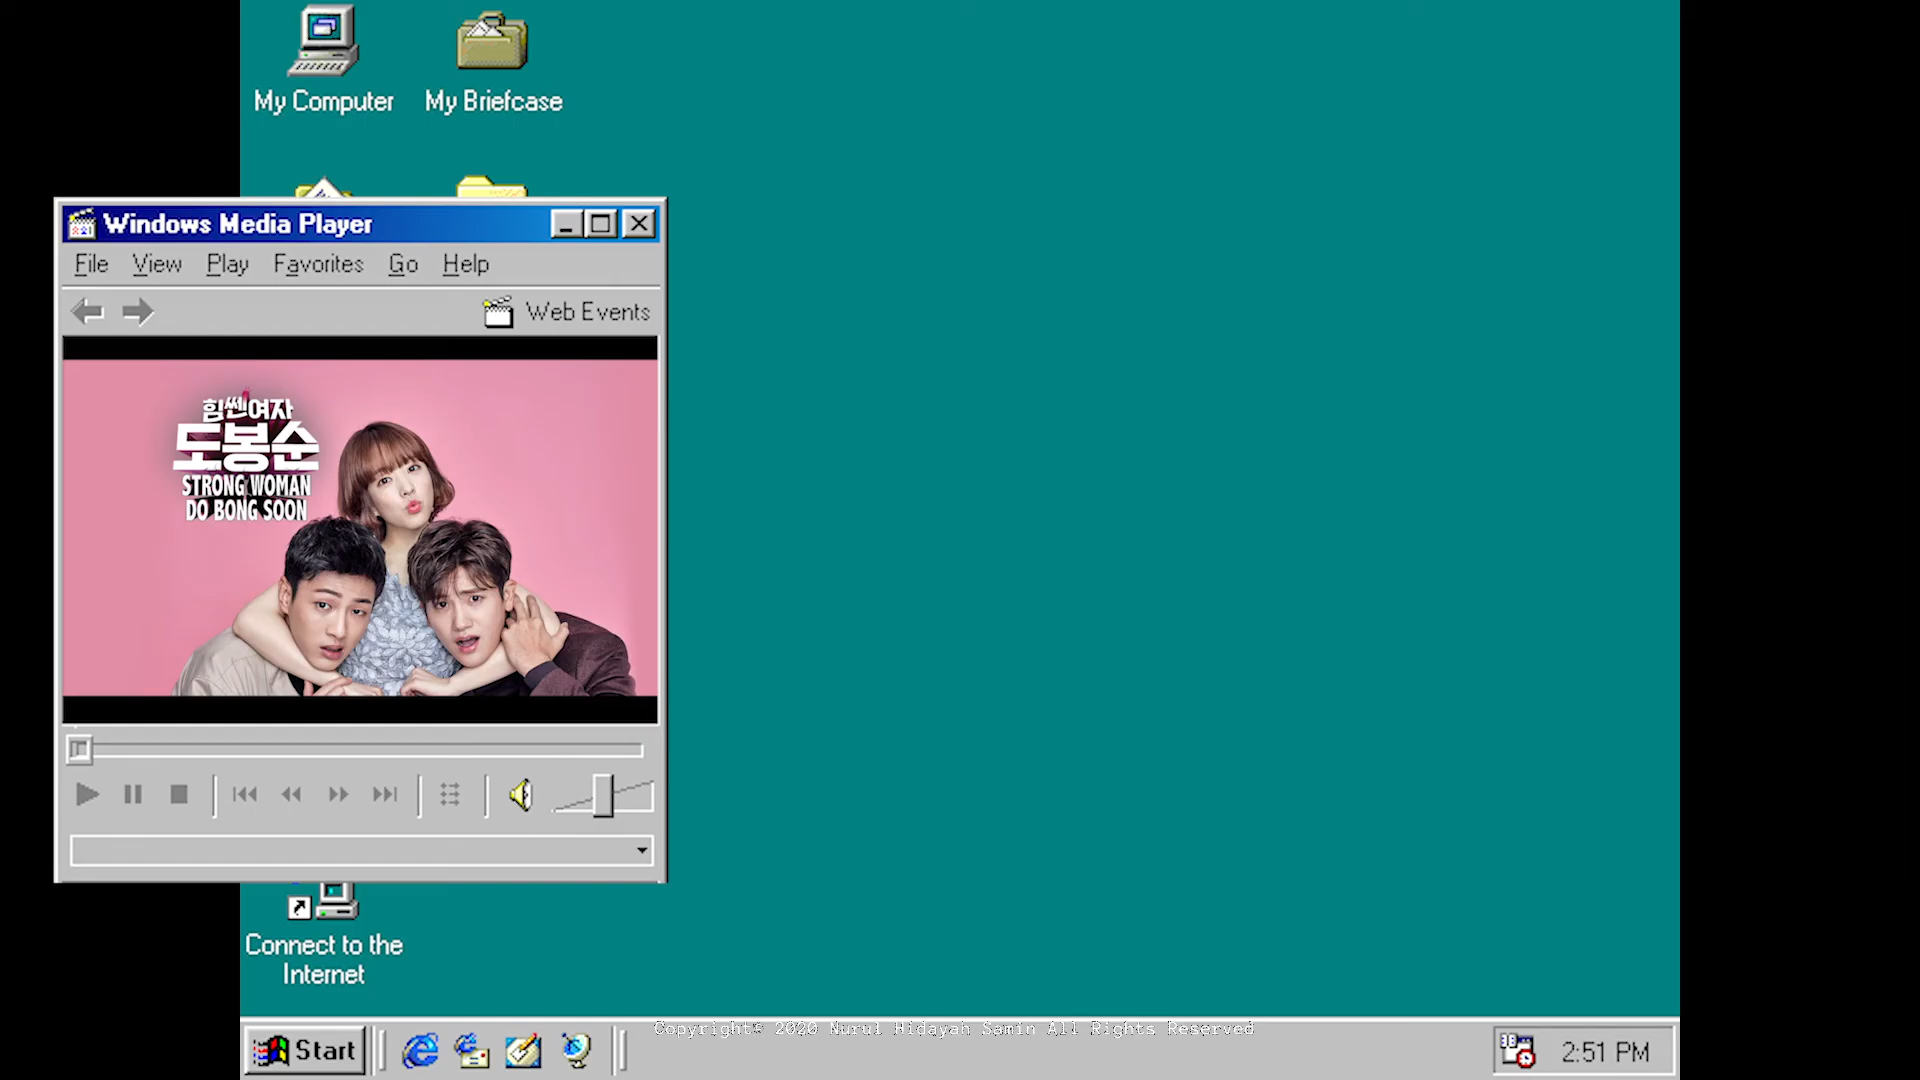 My Computer
My Briefcase
Windows Media Player
File View Play Favorites Go Help
Web Events
힘쎈여자
도봉순
STRONG WOMAN
DO BONG SOON
Connect to the
Internet
Copyright© 2020 Nurul Hidayah Samin All Rights Reserved
Start
2:51 PM